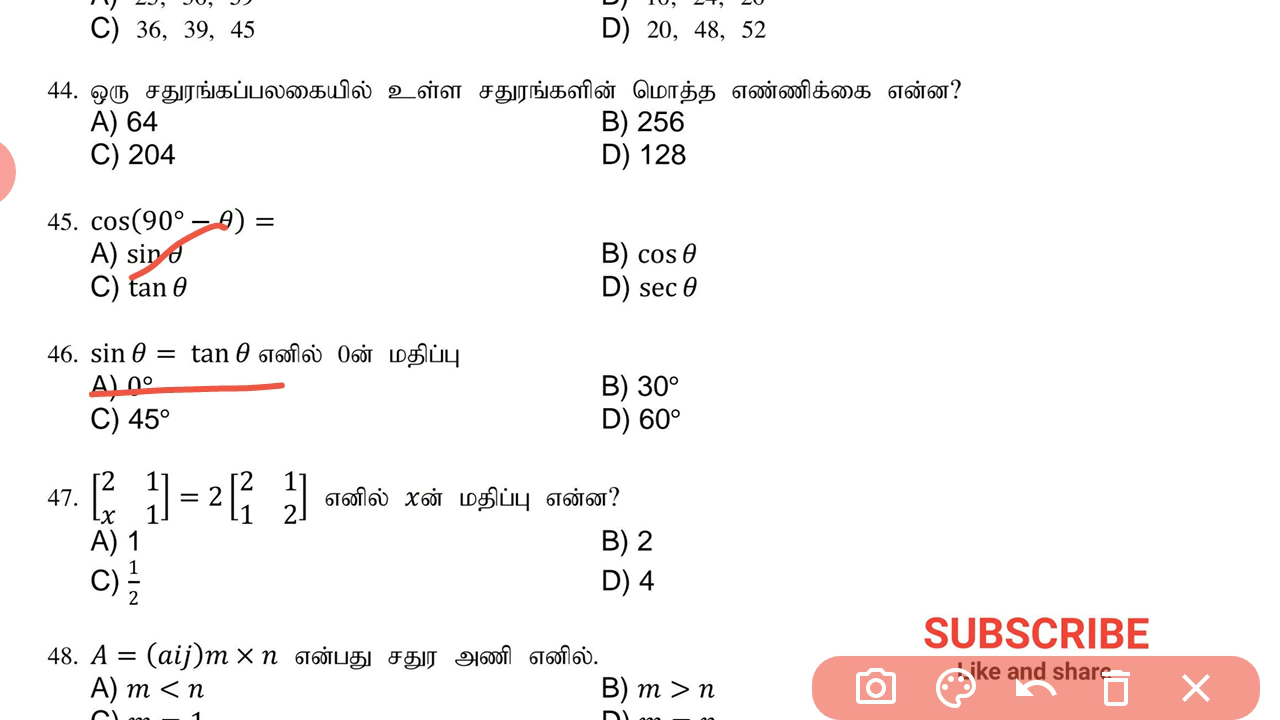 C) 36, 39, 45 D) 20, 48, 52
44. ஒரு சதுரங்கப்பலகையில் உள்ள சதுரங்களின் மொத்த எண்ணிக்கை என்ன?
A) 64 B) 256
C) 204 D) 128
45. cos(90° − θ) =
A) sin θ B) cos θ
C) tan θ D) sec θ
46. sin θ = tan θ எனில் 0ன் மதிப்பு
A) 0° B) 30°
C) 45° D) 60°
47. [2 1 x 1] = 2 [2 1 1 2] எனில் xன் மதிப்பு என்ன?
A) 1 B) 2
C) 1/2 D) 4
48. A = (aij)m × n என்பது சதுர அணி எனில்.
A) m < n B) m > n
SUBSCRIBE
Like and share